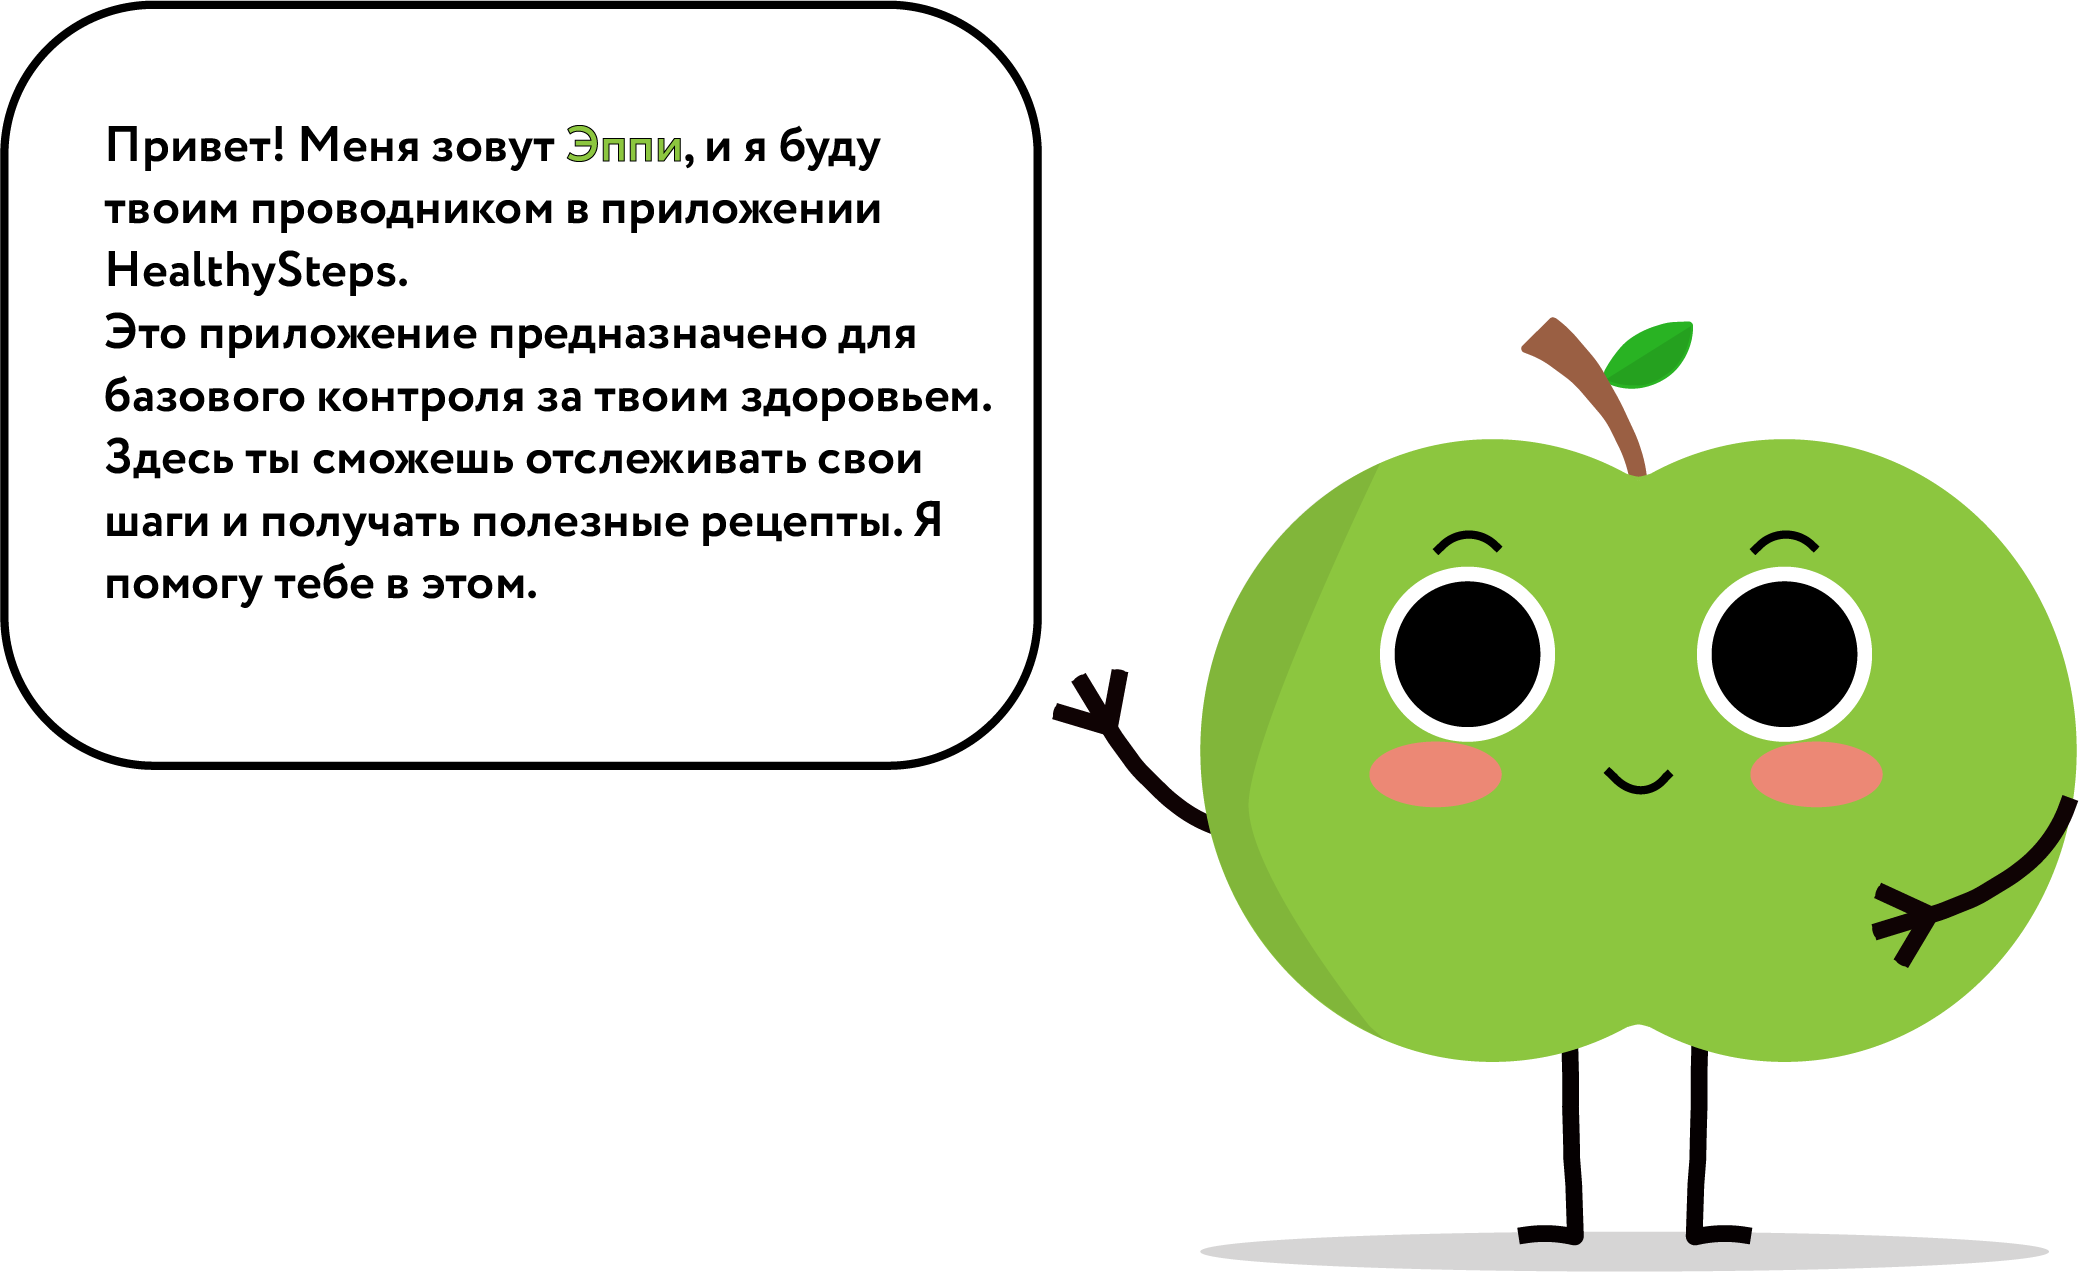 Привет! Меня зовут Эппи, и я буду
твоим проводником в приложении
HealthySteps.
Это приложение предназначено для
базового контроля за твоим здоровьем.
Здесь ты сможешь отслеживать свои
шаги и получать полезные рецепты. Я
помогу тебе в этом.